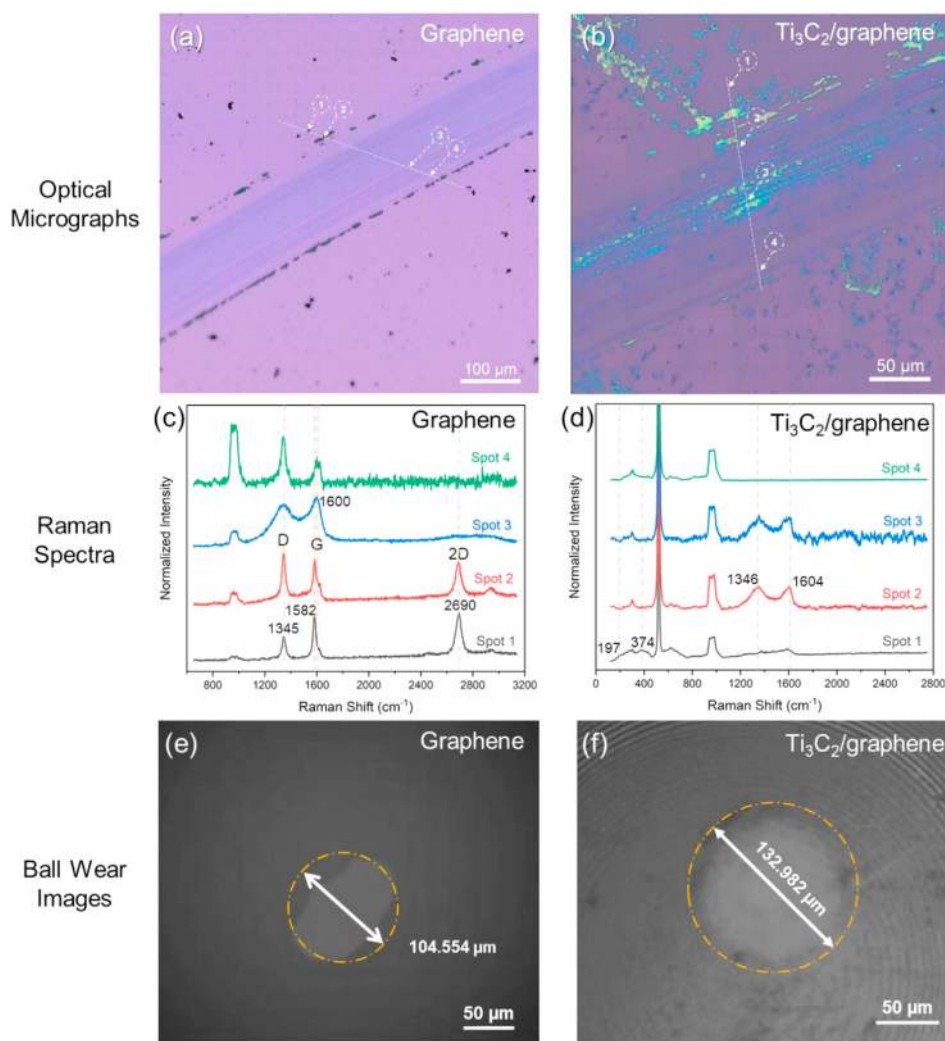 (a) Graphene
1
2
3
4
100 μm
(b) Ti₃C₂/graphene
1
2
3
4
50 μm
Optical
Micrographs
(c) Graphene
Spot 4
1600
Spot 3
D G 2D
Spot 2
1582
1345
2690
Spot 1
800 1200 1600 2000 2400 2800 3200
Raman Shift (cm⁻¹)
Normalized Intensity
(d) Ti₃C₂/graphene
Spot 4
Spot 3
1346 1604
Spot 2
197 374
Spot 1
0 400 800 1200 1600 2000 2400 2800
Raman Shift (cm⁻¹)
Normalized Intensity
Raman
Spectra
(e) Graphene
104.554 μm
50 μm
(f) Ti₃C₂/graphene
132.982 μm
50 μm
Ball Wear
Images